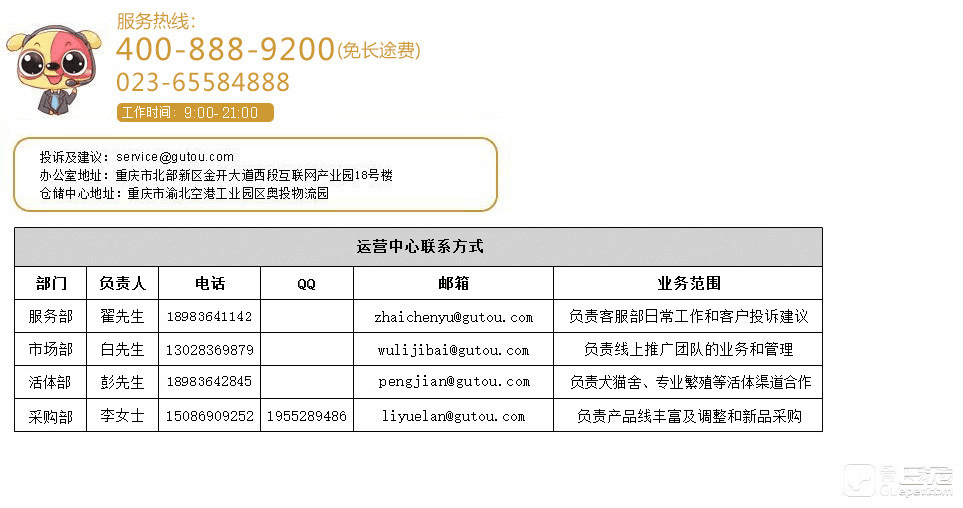 服务热线：
400-888-9200(免长途费)
023-65584888
工作时间：9:00-21:00
投诉及建议：service@gutou.com
办公室地址：重庆市北部新区金开大道西段互联网产业园18号楼
仓储中心地址：重庆市渝北空港工业园区奥投物流园
运营中心联系方式
部门 负责人 电话 QQ 邮箱 业务范围
服务部 翟先生 18983641142 zhaichenyu@gutou.com 负责客服部日常工作和客户投诉建议
市场部 白先生 13028369879 wulijibai@gutou.com 负责线上推广团队的业务和管理
活体部 彭先生 18983642845 pengjian@gutou.com 负责犬猫舍、专业繁殖等活体渠道合作
采购部 李女士 15086909252 1955289486 liyuelan@gutou.com 负责产品线丰富及调整和新品采购